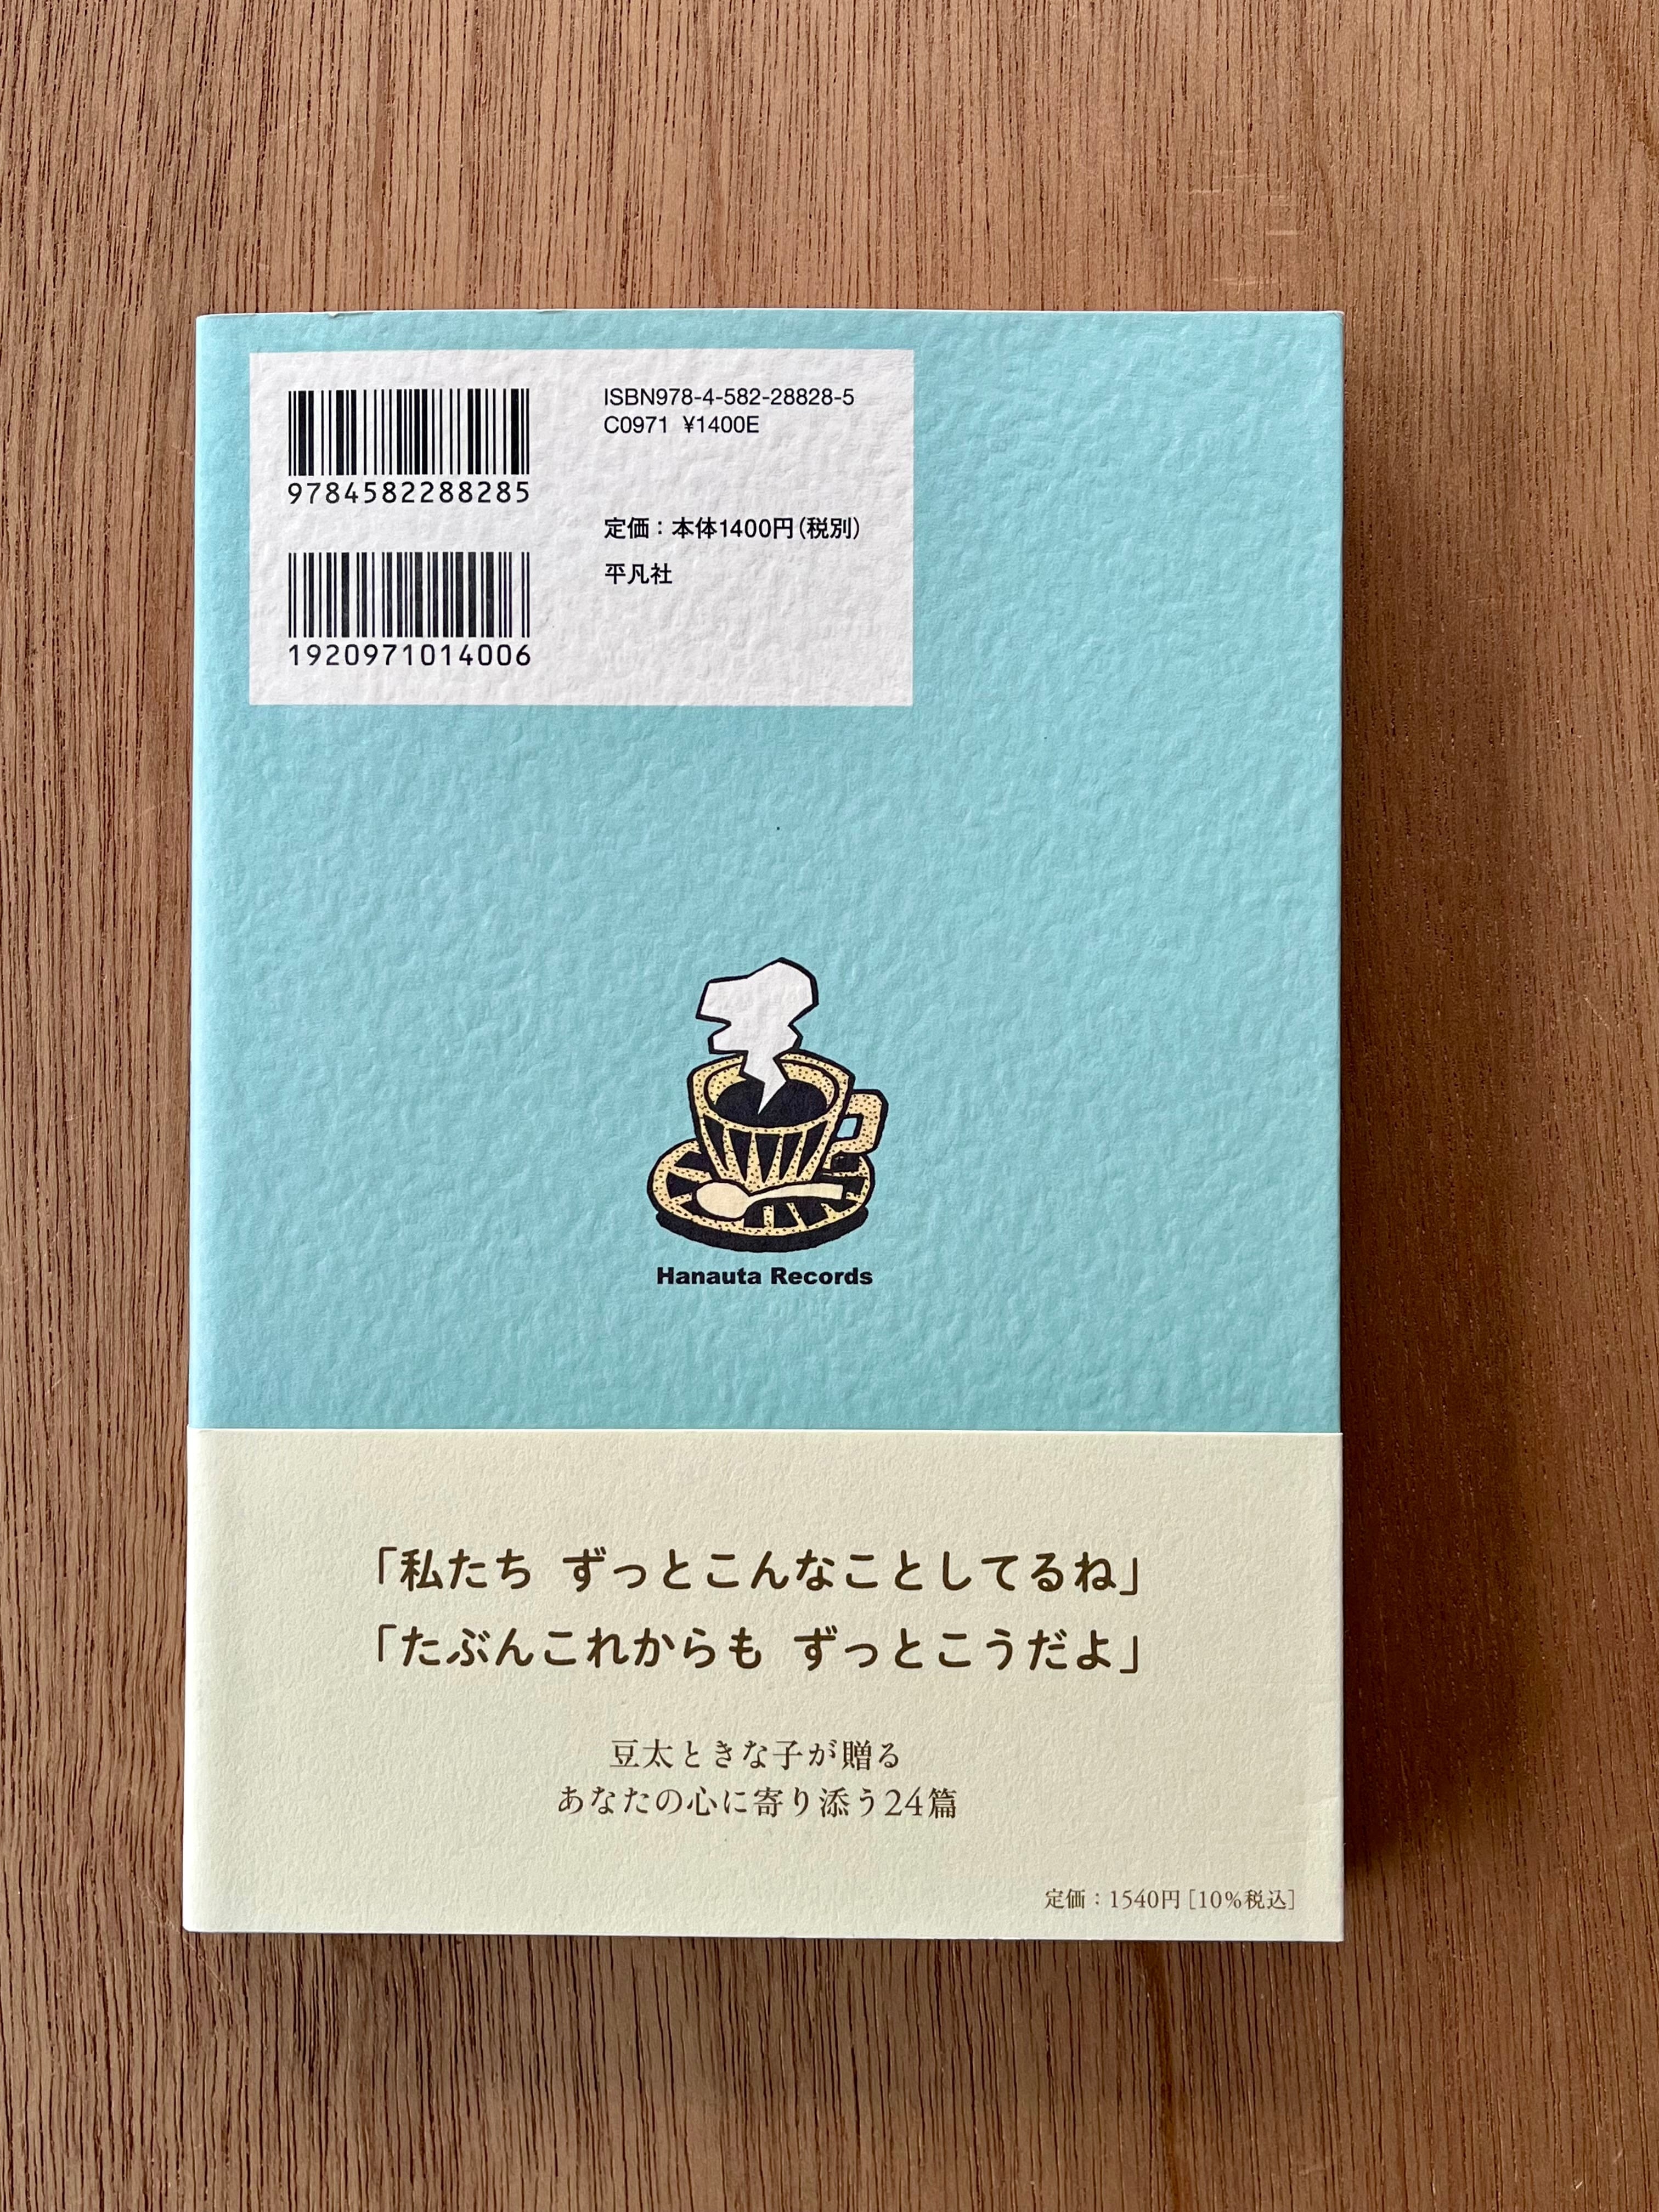 ISBN978-4-582-28828-5
C0971 ¥1400E
9784582288285
定価：本体1400円（税別）
平凡社
1920971014006
Hanauta Records
「私たち ずっとこんなことしてるね」
「たぶんこれからも ずっとこうだよ」
豆太ときな子が贈る
あなたの心に寄り添う24篇
定価：1540円［10%税込］